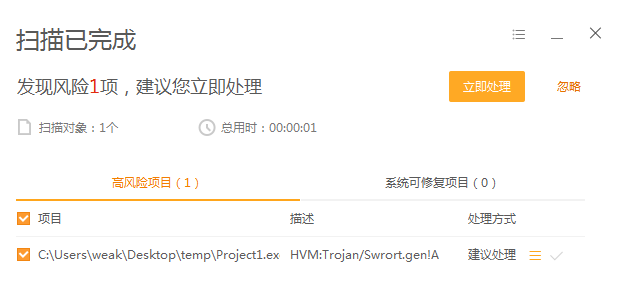 扫描已完成
发现风险1项，建议您立即处理
立即处理
忽略
扫描对象：1个
总用时：00:00:01
高风险项目（1）
系统可修复项目（0）
项目 描述 处理方式
C:\Users\weak\Desktop\temp\Project1.ex HVM:Trojan/Swrort.gen!A 建议处理